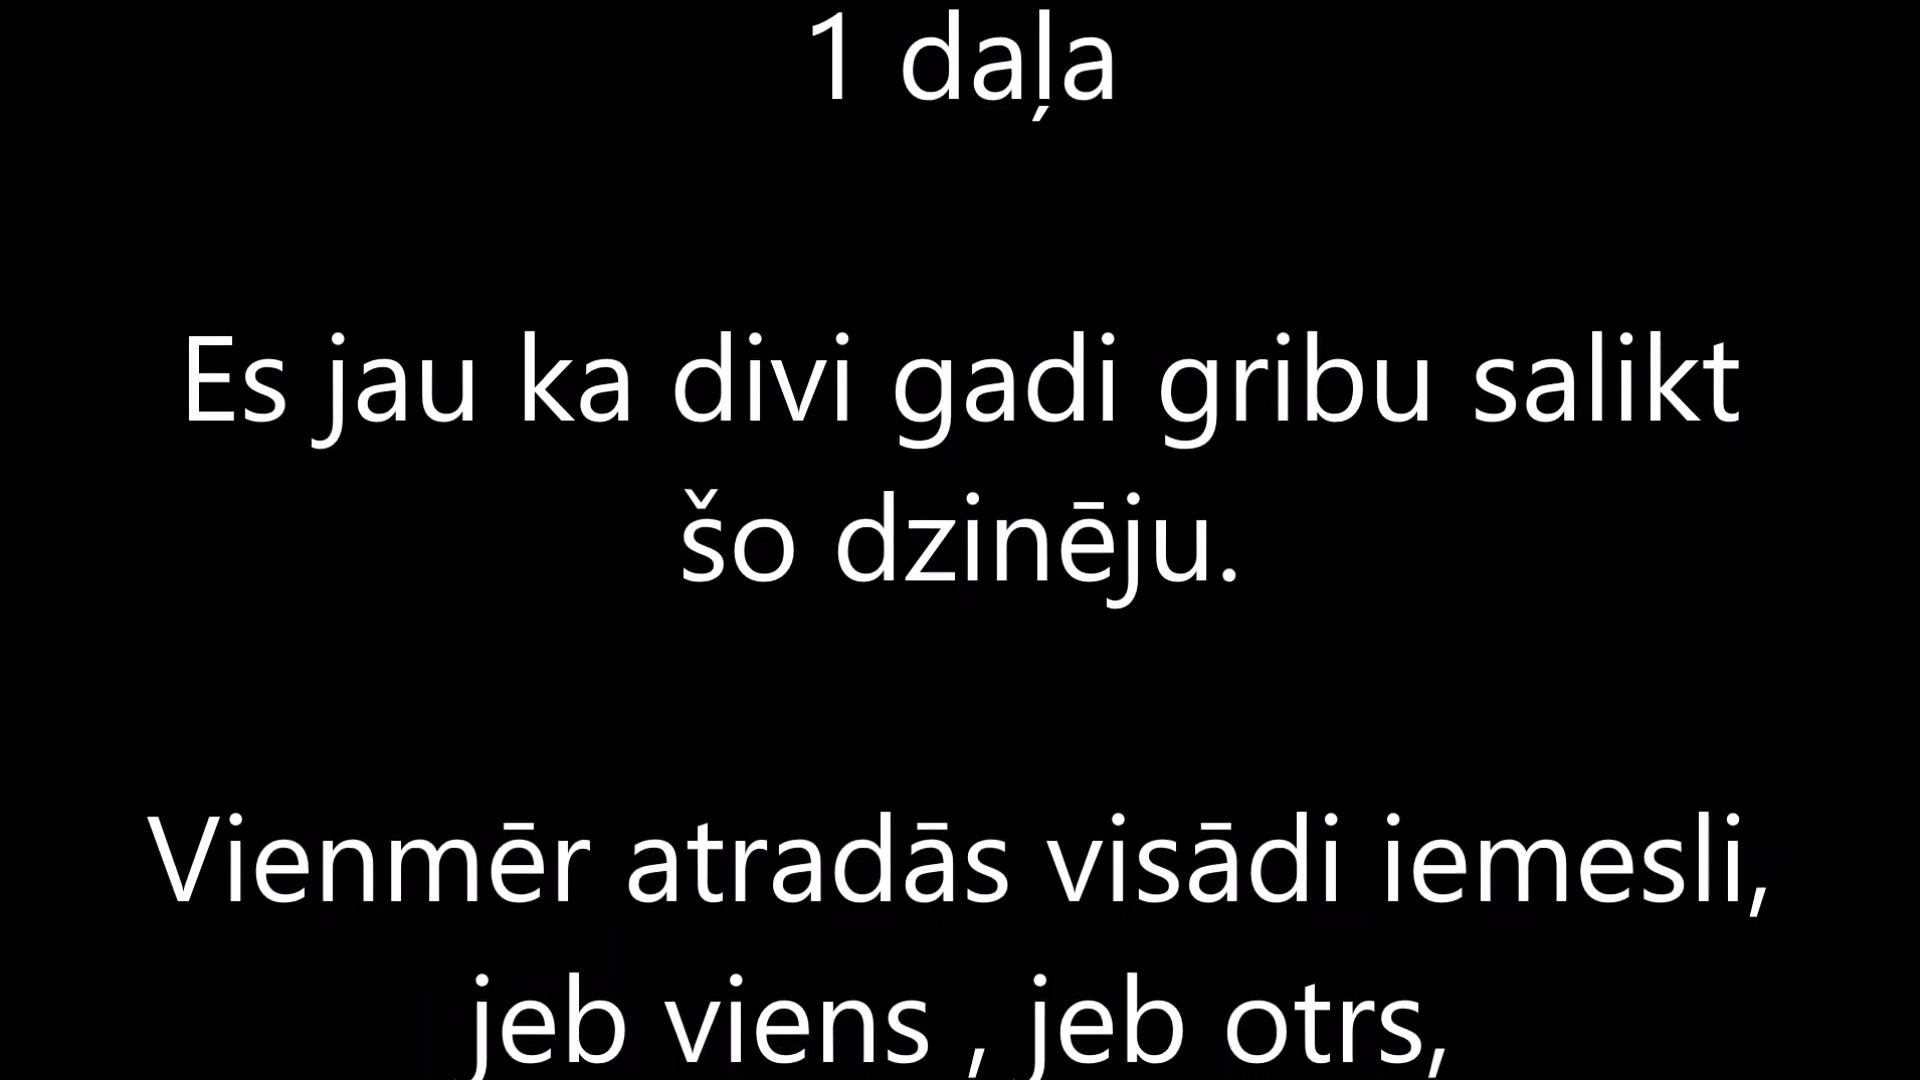 1 daļa
Es jau ka divi gadi gribu salikt
šo dzinēju.
Vienmēr atradās visādi iemesli,
jeb viens , jeb otrs,